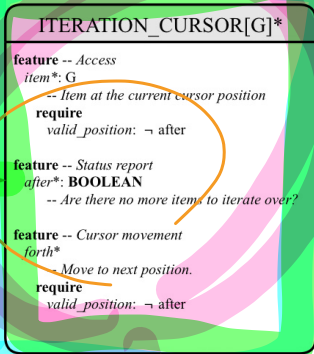 ITERATION_CURSOR[G]*
feature -- Access
item*: G
-- Item at the current cursor position
require
valid_position: ¬ after
feature -- Status report
after*: BOOLEAN
-- Are there no more items to iterate over?
feature -- Cursor movement
forth*
-- Move to next position.
require
valid_position: ¬ after